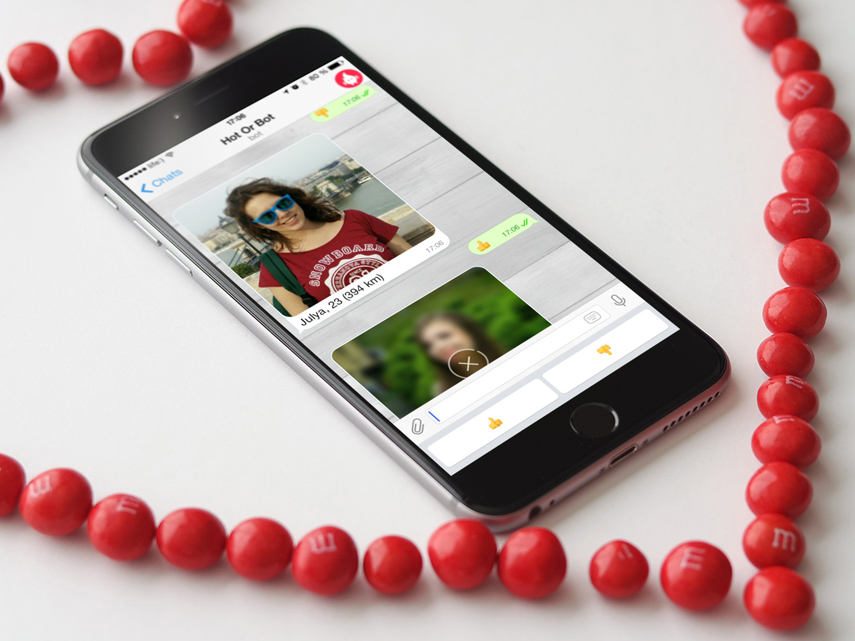 life:)
17:06
80 %
Chats
Hot Or Bot
bot
17:06
SNOWBOARD
17:06
Julya, 23 (394 km)
17:06
m
m
m
m
m
m
m